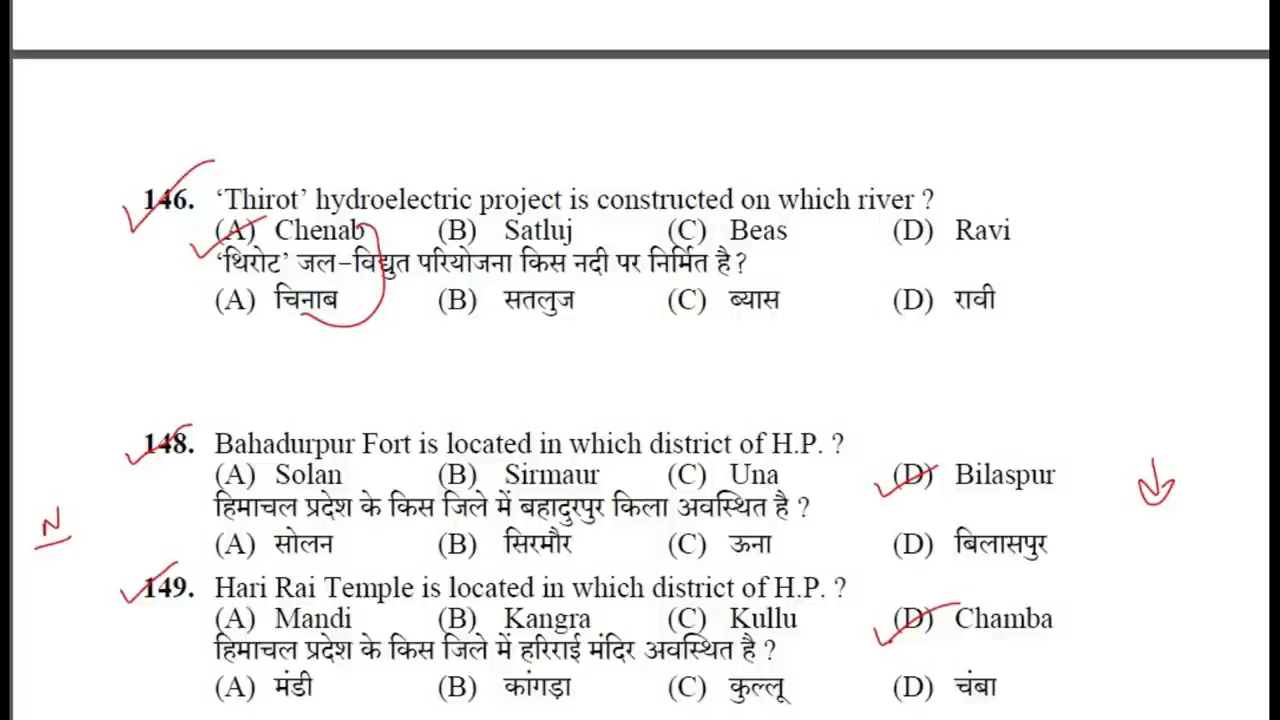 146. ‘Thirot’ hydroelectric project is constructed on which river ?
(A) Chenab (B) Satluj (C) Beas (D) Ravi
‘थिरोट’ जल-विद्युत परियोजना किस नदी पर निर्मित है?
(A) चिनाब (B) सतलुज (C) ब्यास (D) रावी
148. Bahadurpur Fort is located in which district of H.P. ?
(A) Solan (B) Sirmaur (C) Una (D) Bilaspur
हिमाचल प्रदेश के किस जिले में बहादुरपुर किला अवस्थित है ?
N
(A) सोलन (B) सिरमौर (C) ऊना (D) बिलासपुर
149. Hari Rai Temple is located in which district of H.P. ?
(A) Mandi (B) Kangra (C) Kullu (D) Chamba
हिमाचल प्रदेश के किस जिले में हरिराई मंदिर अवस्थित है ?
(A) मंडी (B) कांगड़ा (C) कुल्लू (D) चंबा